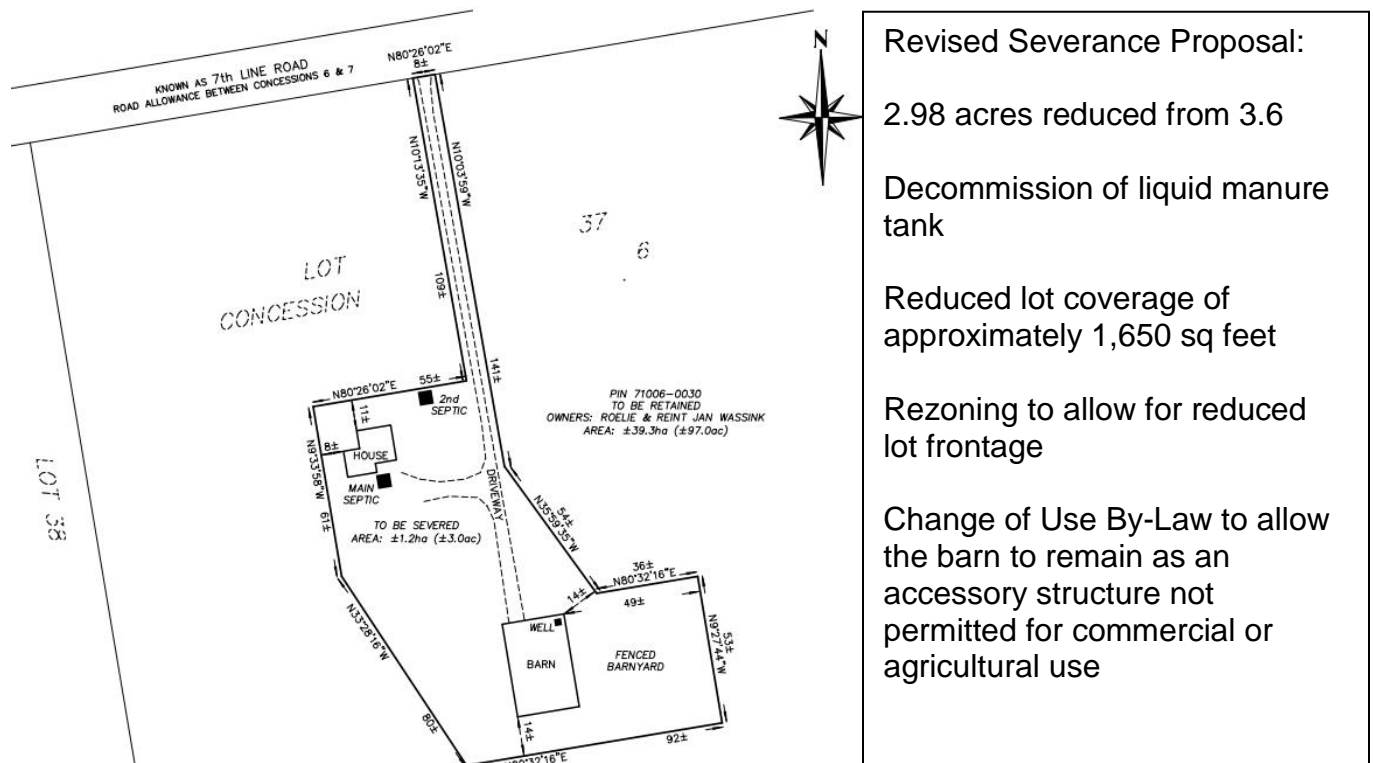 N80°26'02"E
8±
KNOWN AS 7th LINE ROAD
ROAD ALLOWANCE BETWEEN CONCESSIONS 6 & 7
N
N10°13'35"W
N10°03'59"W
37
6
LOT
CONCESSION
109±
141±
N80°26'02"E
55±
2nd
SEPTIC
11±
8±
HOUSE
MAIN
SEPTIC
N9°33'58"W
61±
LOT 38
PIN 71006-0030
TO BE RETAINED
OWNERS: ROELIE & REINT JAN WASSINK
AREA: ±39.3ha (±97.0ac)
DRIVEWAY
TO BE SEVERED
AREA: ±1.2ha (±3.0ac)
54±
N35°59'35"W
36±
N80°32'16"E
49±
14±
N33°28'16"W
80±
WELL
BARN
FENCED
BARNYARD
53±
N9°27'44"W
14±
92±
N80°32'16"E
Revised Severance Proposal:
2.98 acres reduced from 3.6
Decommission of liquid manure
tank
Reduced lot coverage of
approximately 1,650 sq feet
Rezoning to allow for reduced
lot frontage
Change of Use By-Law to allow
the barn to remain as an
accessory structure not
permitted for commercial or
agricultural use